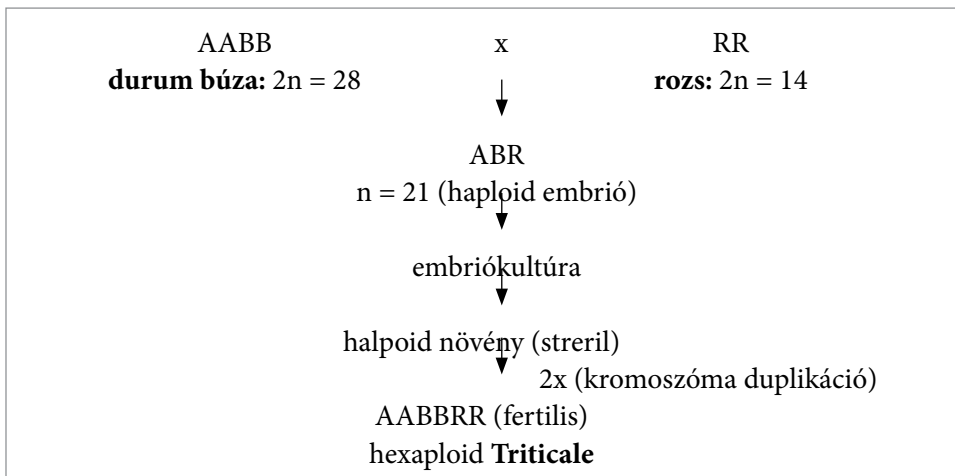 AABB x RR
durum búza: 2n = 28 rozs: 2n = 14
ABR
n = 21 (haploid embrió)
embriókultúra
halpoid növény (streril)
2x (kromoszóma duplikáció)
AABBRR (fertilis)
hexaploid Triticale